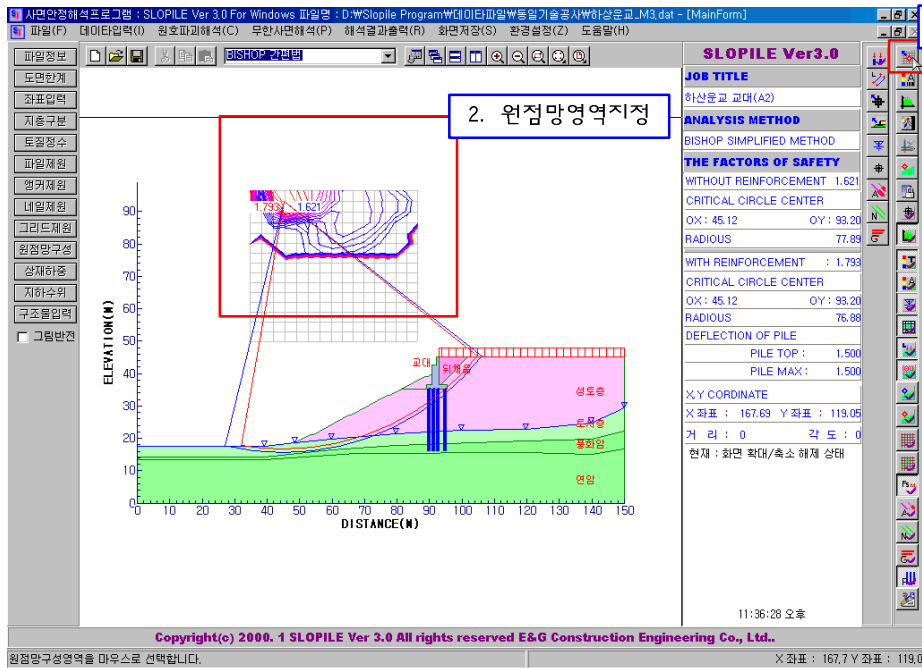 사면안정해석프로그램 : SLOPILE Ver 3.0 For Windows 파일명 : D:₩Slopile Program₩데이타파일₩동일기술공사₩하상운교_M3.dat - [MainForm]
파일(F) 데이타입력(I) 원호파괴해석(C) 무한사면해석(P) 해석결과출력(R) 화면저장(S) 환경설정(Z) 도움말(H)
파일정보
도면한계
좌표입력
지층구분
토질정수
파일제원
앵커제원
네일제원
그리드제원
원점망구성
상재하중
지하수위
구조물입력
그림반전
BISHOP 간편법
2. 원점망영역지정
1.793 1.621
ELEVATION(M)
90
80
70
60
50
40
30
20
10
0
교대
뒤채움
성토층
토사층
풍화암
연암
0 10 20 30 40 50 60 70 80 90 100 110 120 130 140 150
DISTANCE(M)
SLOPILE Ver3.0
JOB TITLE
하산운교 교대(A2)
ANALYSIS METHOD
BISHOP SIMPLIFIED METHOD
THE FACTORS OF SAFETY
WITHOUT REINFORCEMENT 1.621
CRITICAL CIRCLE CENTER
OX : 45.12 OY : 93.20
RADIOUS 77.89
WITH REINFORCEMENT : 1.793
CRITICAL CIRCLE CENTER
OX : 45.12 OY : 93.20
RADIOUS 76.88
DEFLECTION OF PILE
PILE TOP : 1.500
PILE MAX : 1.500
X,Y CORDINATE
X 좌표 : 167.69 Y 좌표 : 119.05
거 리 : 0 각 도 : 0
현재 : 화면 확대/축소 해제 상태
11:36:28 오후
Copyright(c) 2000. 1 SLOPILE Ver 3.0 All rights reserved E&G Construction Engineering Co., Ltd..
원점망구성영역을 마우스로 선택합니다.
X 좌표 : 167.7 Y 좌표 : 119.0